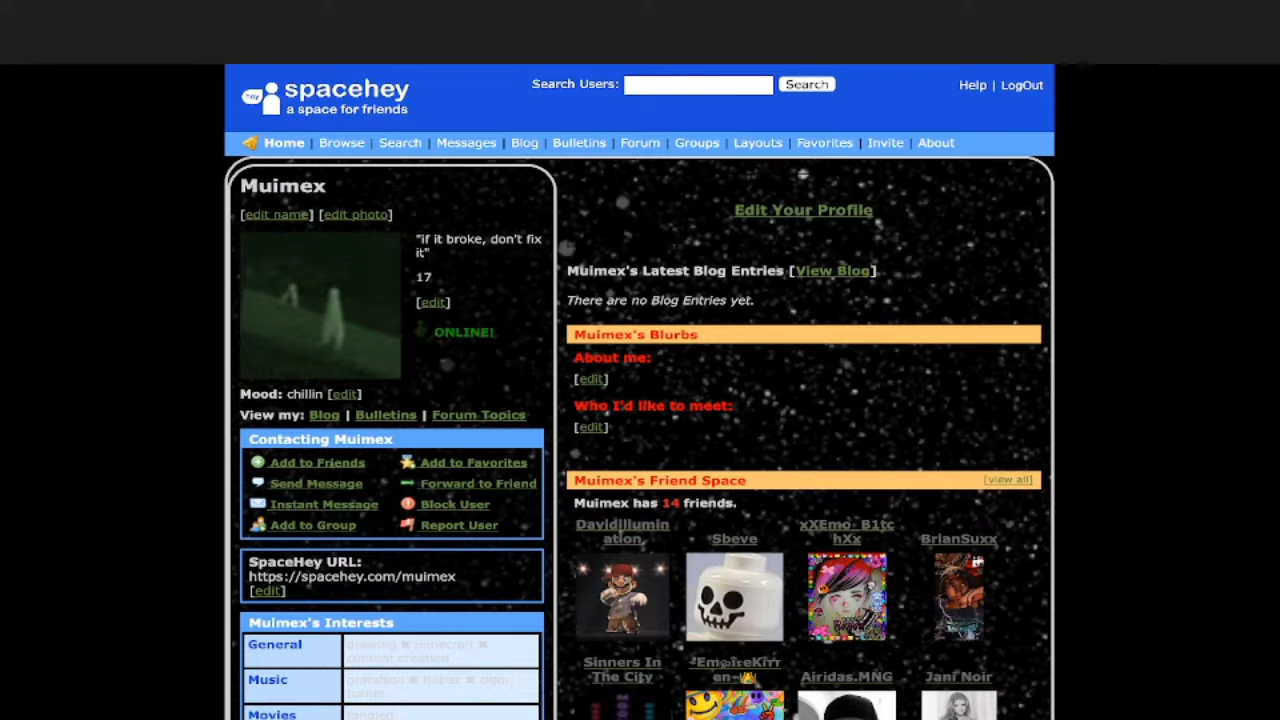 spacehey
a space for friends
Search Users:
Search
Help | LogOut
Home | Browse | Search | Messages | Blog | Bulletins | Forum | Groups | Layouts | Favorites | Invite | About
Muimex
[edit name] [edit photo]
"if it broke, don't fix
it"
17
[edit]
ONLINE!
Mood: chillin [edit]
View my: Blog | Bulletins | Forum Topics
Contacting Muimex
Add to Friends
Add to Favorites
Send Message
Forward to Friend
Instant Message
Block User
Add to Group
Report User
SpaceHey URL:
https://spacehey.com/muimex
[edit]
Muimex's Interests
General
growing ✖ minecraft ✖
content creation
Music
Movies
tangled
Edit Your Profile
Muimex's Latest Blog Entries [View Blog]
There are no Blog Entries yet.
Muimex's Blurbs
About me:
[edit]
Who I'd like to meet:
[edit]
Muimex's Friend Space
[view all]
Muimex has 14 friends.
Davidillumin
ation.
Sbeve
xXEmo_B1tc
hXx
BrianSuxx
Sinners In
The City
Airidas.MNG
Jani Noir